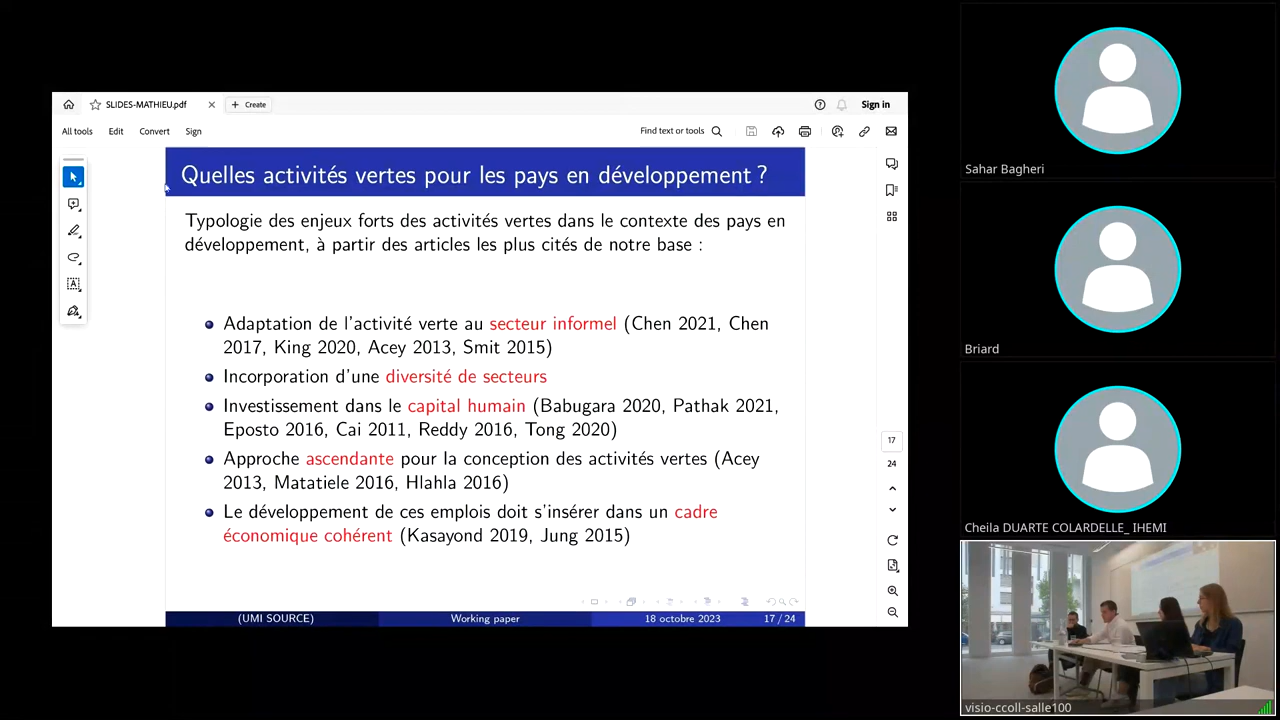 SLIDES-MATHIEU.pdf
Create
Sign in
All tools
Edit
Convert
Sign
Find text or tools
Quelles activités vertes pour les pays en développement ?
Typologie des enjeux forts des activités vertes dans le contexte des pays en
développement, à partir des articles les plus cités de notre base :
Adaptation de l'activité verte au secteur informel (Chen 2021, Chen
2017, King 2020, Acey 2013, Smit 2015)
Incorporation d'une diversité de secteurs
Investissement dans le capital humain (Babugara 2020, Pathak 2021,
Eposto 2016, Cai 2011, Reddy 2016, Tong 2020)
Approche ascendante pour la conception des activités vertes (Acey
2013, Matatiele 2016, Hlahla 2016)
Le développement de ces emplois doit s'insérer dans un cadre
économique cohérent (Kasayond 2019, Jung 2015)
(UMI SOURCE)
Working paper
18 octobre 2023
17 / 24
17
24
Sahar Bagheri
Briard
Cheila DUARTE COLARDELLE_ IHEMI
visio-ccoll-salle100